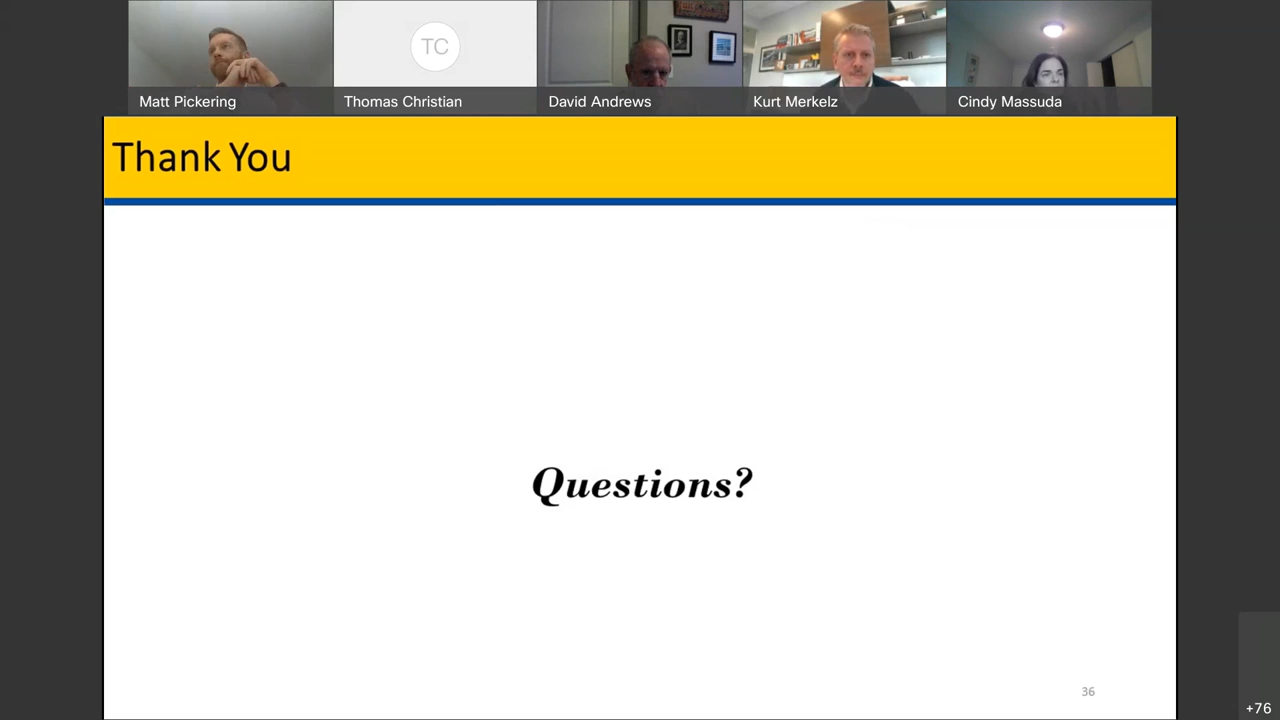 TC
Matt Pickering
Thomas Christian
David Andrews
Kurt Merkelz
Cindy Massuda
Thank You
Questions?
36
+76